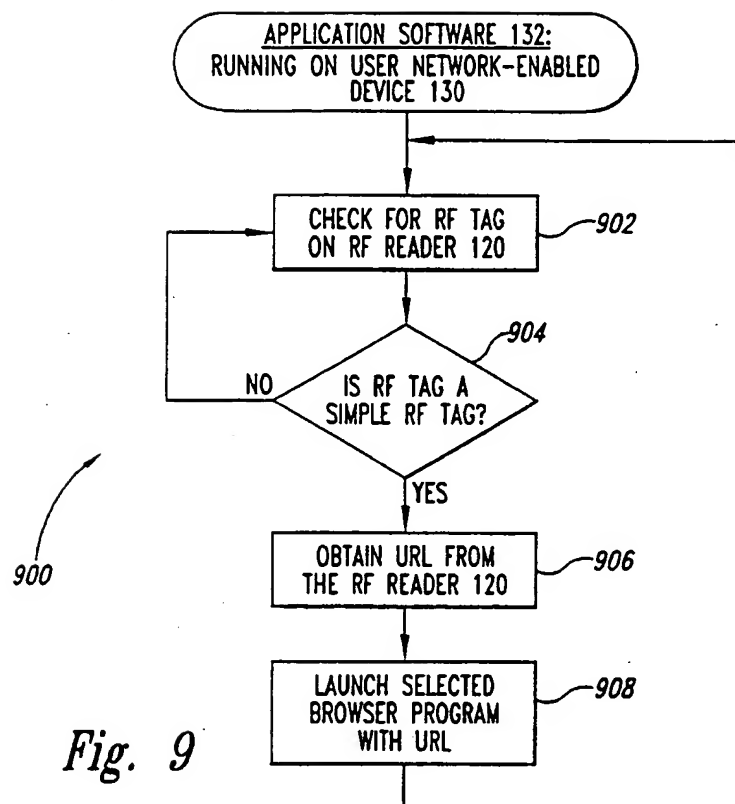 APPLICATION SOFTWARE 132:
RUNNING ON USER NETWORK-ENABLED
DEVICE 130
CHECK FOR RF TAG
ON RF READER 120
902
904
NO
IS RF TAG A
SIMPLE RF TAG?
YES
900
OBTAIN URL FROM
THE RF READER 120
906
LAUNCH SELECTED
BROWSER PROGRAM
WITH URL
908
Fig. 9